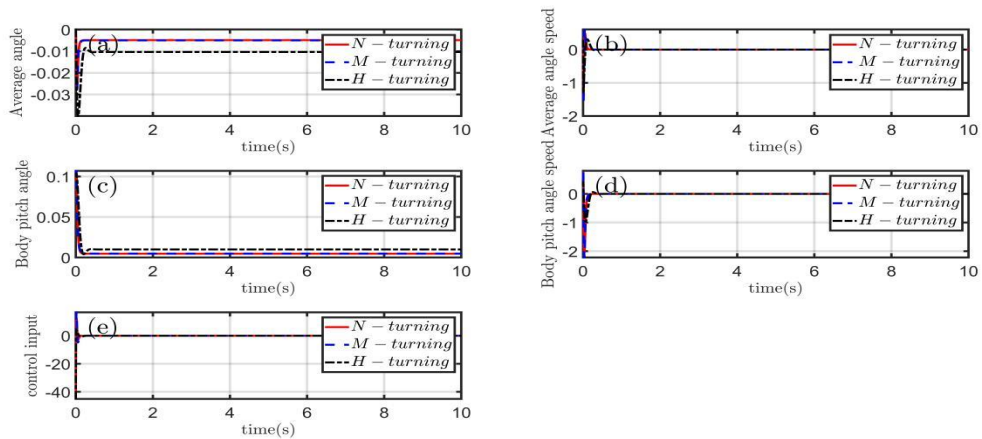 Average angle
0
-0.01
-0.02
-0.03
(a)
N – turning
M – turning
H – turning
0 2 4 6 8 10
time(s)
Average angle speed
0
-1
-2
(b)
N – turning
M – turning
H – turning
0 2 4 6 8 10
time(s)
Body pitch angle
0.1
0.05
0
(c)
N – turning
M – turning
H – turning
0 2 4 6 8 10
time(s)
Body pitch angle speed
0
-1
-2
(d)
N – turning
M – turning
H – turning
0 2 4 6 8 10
time(s)
control input
0
-20
-40
(e)
N – turning
M – turning
H – turning
0 2 4 6 8 10
time(s)